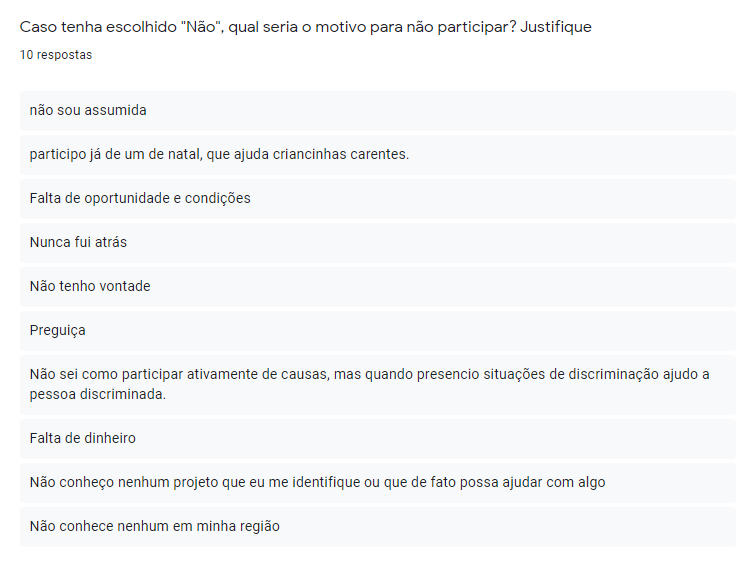 Caso tenha escolhido "Não", qual seria o motivo para não participar? Justifique
10 respostas
não sou assumida
participo já de um de natal, que ajuda criancinhas carentes.
Falta de oportunidade e condições
Nunca fui atrás
Não tenho vontade
Preguiça
Não sei como participar ativamente de causas, mas quando presencio situações de discriminação ajudo a
pessoa discriminada.
Falta de dinheiro
Não conheço nenhum projeto que eu me identifique ou que de fato possa ajudar com algo
Não conhece nenhum em minha região